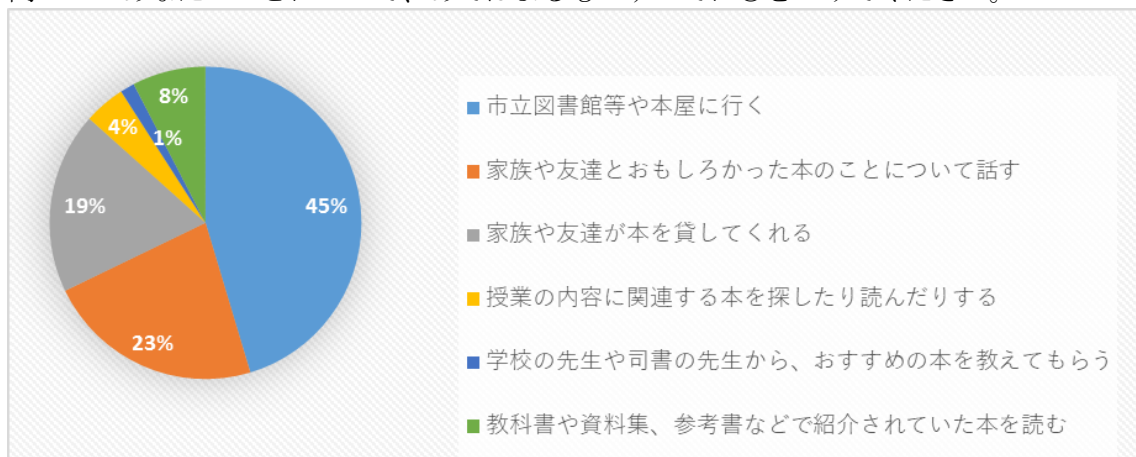 8%
4%
1%
19%
45%
23%
市立図書館等や本屋に行く
家族や友達とおもしろかった本のことについて話す
家族や友達が本を貸してくれる
授業の内容に関連する本を探したり読んだりする
学校の先生や司書の先生から、おすすめの本を教えてもらう
教科書や資料集、参考書などで紹介されていた本を読む